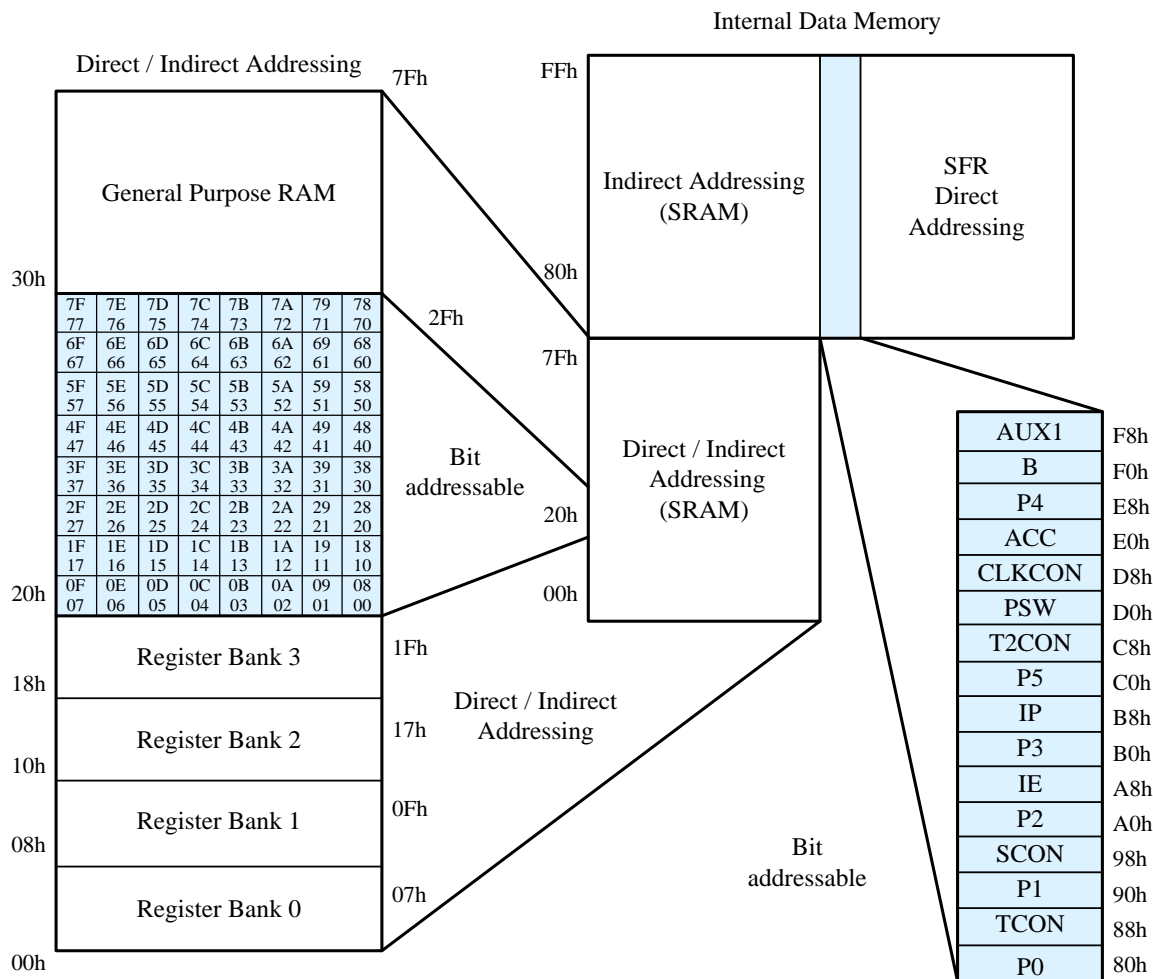 Internal Data Memory
Direct / Indirect Addressing
7Fh
General Purpose RAM
30h
7F 7E 7D 7C 7B 7A 79 78
77 76 75 74 73 72 71 70
6F 6E 6D 6C 6B 6A 69 68
67 66 65 64 63 62 61 60
5F 5E 5D 5C 5B 5A 59 58
57 56 55 54 53 52 51 50
4F 4E 4D 4C 4B 4A 49 48
47 46 45 44 43 42 41 40
3F 3E 3D 3C 3B 3A 39 38
37 36 35 34 33 32 31 30
2F 2E 2D 2C 2B 2A 29 28
27 26 25 24 23 22 21 20
1F 1E 1D 1C 1B 1A 19 18
17 16 15 14 13 12 11 10
0F 0E 0D 0C 0B 0A 09 08
07 06 05 04 03 02 01 00
20h
2Fh
Bit
addressable
Register Bank 3
1Fh
18h
Register Bank 2
17h
10h
Register Bank 1
0Fh
08h
Register Bank 0
07h
00h
Direct / Indirect
Addressing
FFh
Indirect Addressing
(SRAM)
80h
SFR
Direct
Addressing
7Fh
Direct / Indirect
Addressing
(SRAM)
20h
00h
Bit
addressable
AUX1 F8h
B F0h
P4 E8h
ACC E0h
CLKCON D8h
PSW D0h
T2CON C8h
P5 C0h
IP B8h
P3 B0h
IE A8h
P2 A0h
SCON 98h
P1 90h
TCON 88h
P0 80h